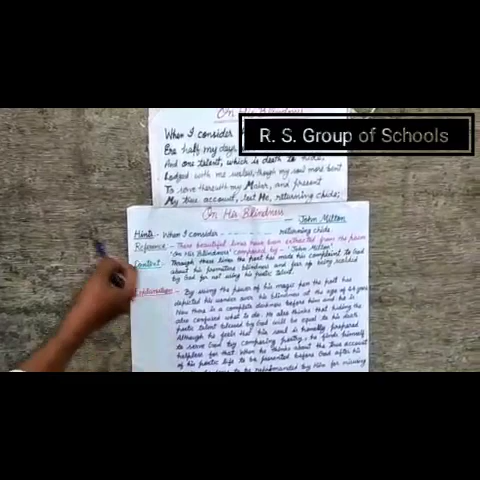 On His Blindness
R. S. Group of Schools
When I consider
Ere half my days
And one talent, which is death to hide,
Lodged with me useless, though my soul more bent
To serve therewith my Maker, and present
My true account, lest He, returning chide;
On His Blindness
- John Milton
Hints:- When I consider - - - - - - - - returning chide.
Reference - These beautiful lines have been extracted from the poem
'On His Blindness' composed by - 'John Milton'
Context - Through these lines the poet has made his complaint to God
about his premature blindness and fear of being scolded
by God for not using his poetic talent.
Explanation - By using the power of his magic pen the poet has
depicted his wonder over his blindness at the age of 44 years
Now there is a complete darkness before him and he is
also confused what to do. He also thinks that hiding the
poetic talent blessed by God will be equal to his death.
Although he feels that his soul is prepared
to serve God by composing poetry, he finds himself
helpless for that. When he thinks about the true account
of his poetic life to be presented before God after his
to be reprimanded by Him for missing